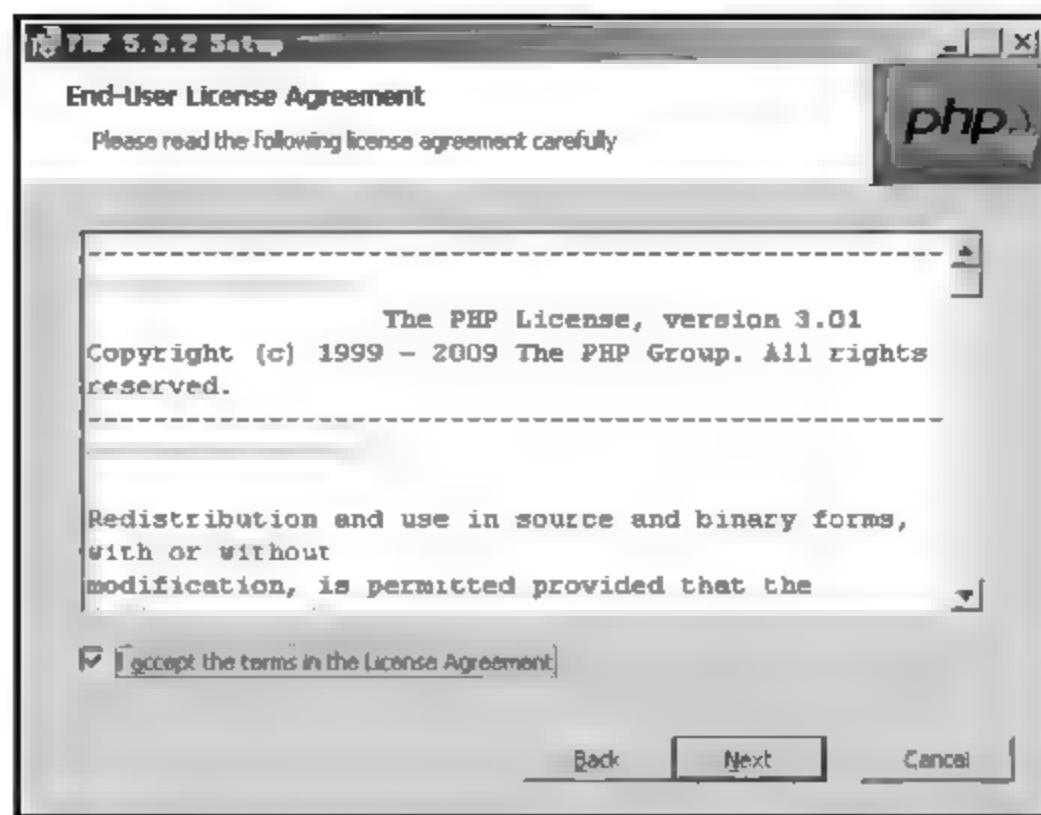 PHP 5.3.2 Setup
End-User License Agreement
Please read the following license agreement carefully
php
--------------------------------------------------
The PHP License, version 3.01
Copyright (c) 1999 - 2009 The PHP Group. All rights
reserved.
--------------------------------------------------
Redistribution and use in source and binary forms,
with or without
modification, is permitted provided that the
I accept the terms in the License Agreement
Back Next Cancel